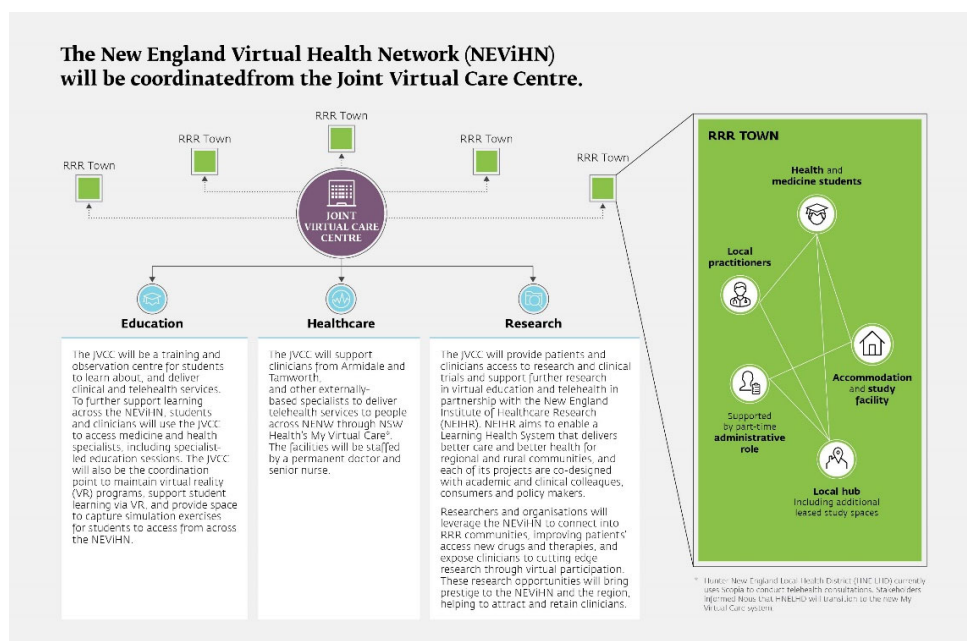 The New England Virtual Health Network (NEViHN)
will be coordinatedfrom the Joint Virtual Care Centre.
RRR Town
RRR Town
RRR Town
RRR Town
RRR Town
JOINT
VIRTUAL CARE
CENTRE
Education
The JVCC will be a training and
observation centre for students
to learn about, and deliver
clinical and telehealth services.
To further support learning
across the NEViHN, students
and clinicians will use the JVCC
to access medicine and health
specialists, including specialist-
led education sessions. The JVCC
will also be the coordination
point to maintain virtual reality
(VR) programs, support student
learning via VR, and provide space
to capture simulation exercises
for students to access from across
the NEViHN.
Healthcare
The JVCC will support
clinicians from Armidale and
Tamworth,
and other externally-
based specialists to deliver
telehealth services to people
across NENW through NSW
Health's My Virtual Care*.
The facilities will be staffed
by a permanent doctor and
senior nurse.
Research
The JVCC will provide patients and
clinicians access to research and clinical
trials and support further research
in virtual education and telehealth in
partnership with the New England
Institute of Healthcare Research
(NEIHR). NEIHR aims to enable a
Learning Health System that delivers
better care and better health for
regional and rural communities, and
each of its projects are co-designed
with academic and clinical colleagues,
consumers and policy makers.
Researchers and organisations will
leverage the NEViHN to connect into
RRR communities, improving patients'
access new drugs and therapies, and
expose clinicians to cutting edge
research through virtual participation.
These research opportunities will bring
prestige to the NEViHN and the region,
helping to attract and retain clinicians.
RRR TOWN
Health and
medicine students
Local
practitioners
Accommodation
and study
facility
Supported
by part-time
administrative
role
Local hub
Including additional
leased study spaces
* Hunter New England Local Health District (HNE LHD) currently
uses Scopia to conduct telehealth consultations. Stakeholders
informed Nous that HNELHD will transition to the new My
Virtual Care system.